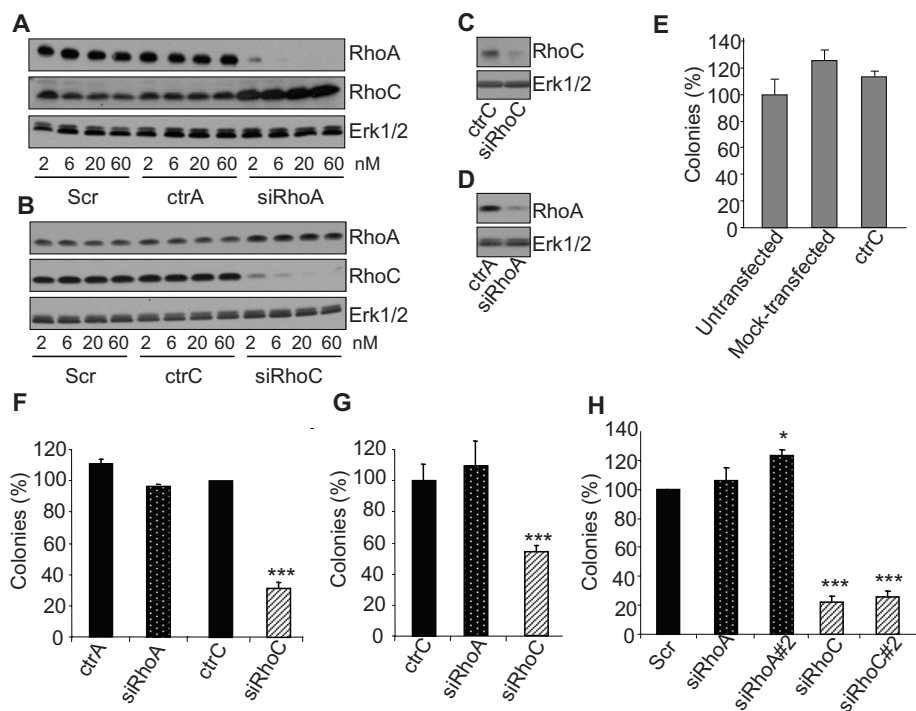 A
RhoA
RhoC
Erk1/2
2 6 20 60 2 6 20 60 2 6 20 60 nM
Scr ctrA siRhoA
B
RhoA
RhoC
Erk1/2
2 6 20 60 2 6 20 60 2 6 20 60 nM
Scr ctrC siRhoC
C
RhoC
Erk1/2
ctrC
siRhoC
D
RhoA
Erk1/2
ctrA
siRhoA
E
Colonies (%)
140
120
100
80
60
40
20
0
Untransfected
Mock-transfected
ctrC
F
Colonies (%)
120
100
80
60
40
20
0
***
ctrA
siRhoA
ctrC
siRhoC
G
Colonies (%)
120
100
80
60
40
20
0
***
ctrC
siRhoA
siRhoC
H
Colonies (%)
140
120
100
80
60
40
20
0
*
***
***
Scr
siRhoA
siRhoA#2
siRhoC
siRhoC#2